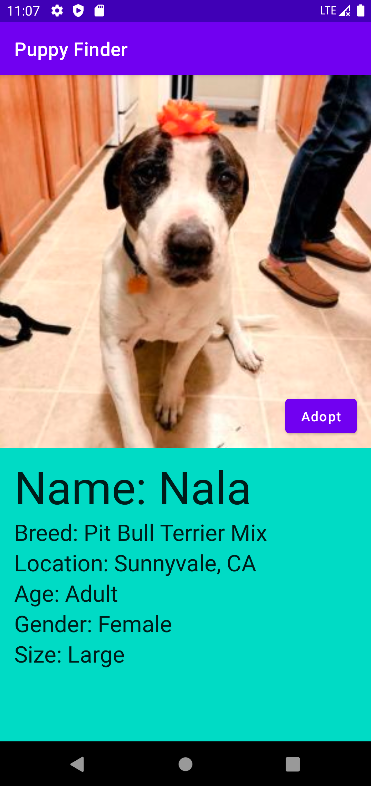 11:07 LTE
Puppy Finder
Adopt
Name: Nala
Breed: Pit Bull Terrier Mix
Location: Sunnyvale, CA
Age: Adult
Gender: Female
Size: Large